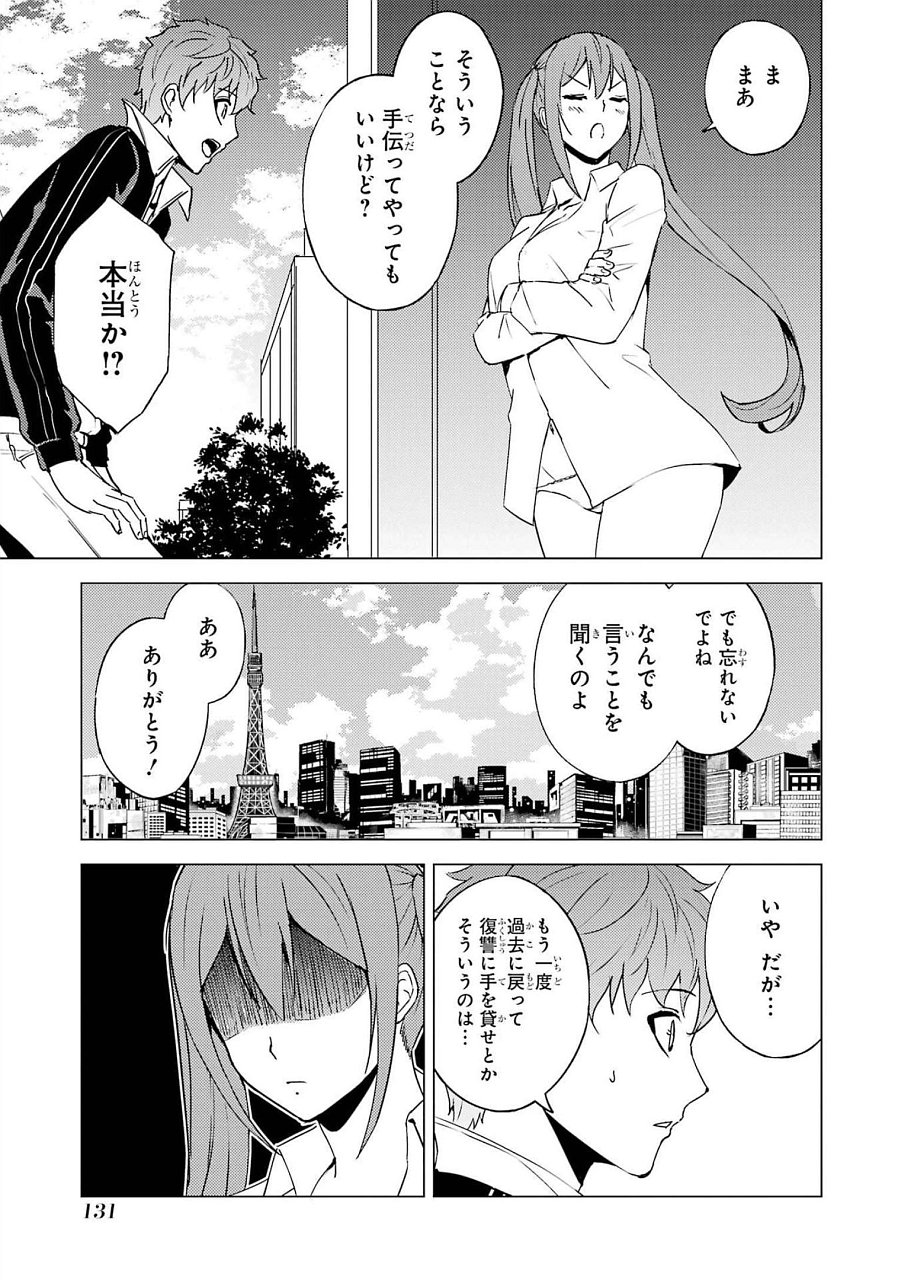 ま
まあ
そういう
ことなら
手伝ってやっても
いいけど？
本当か!?
でも忘れない
でよね
なんでも
言うことを
聞くのよ
ああ
ありがとう！
いや だが…
もう一度
過去に戻って
復讐に手を貸せとか
そういうのは…
131